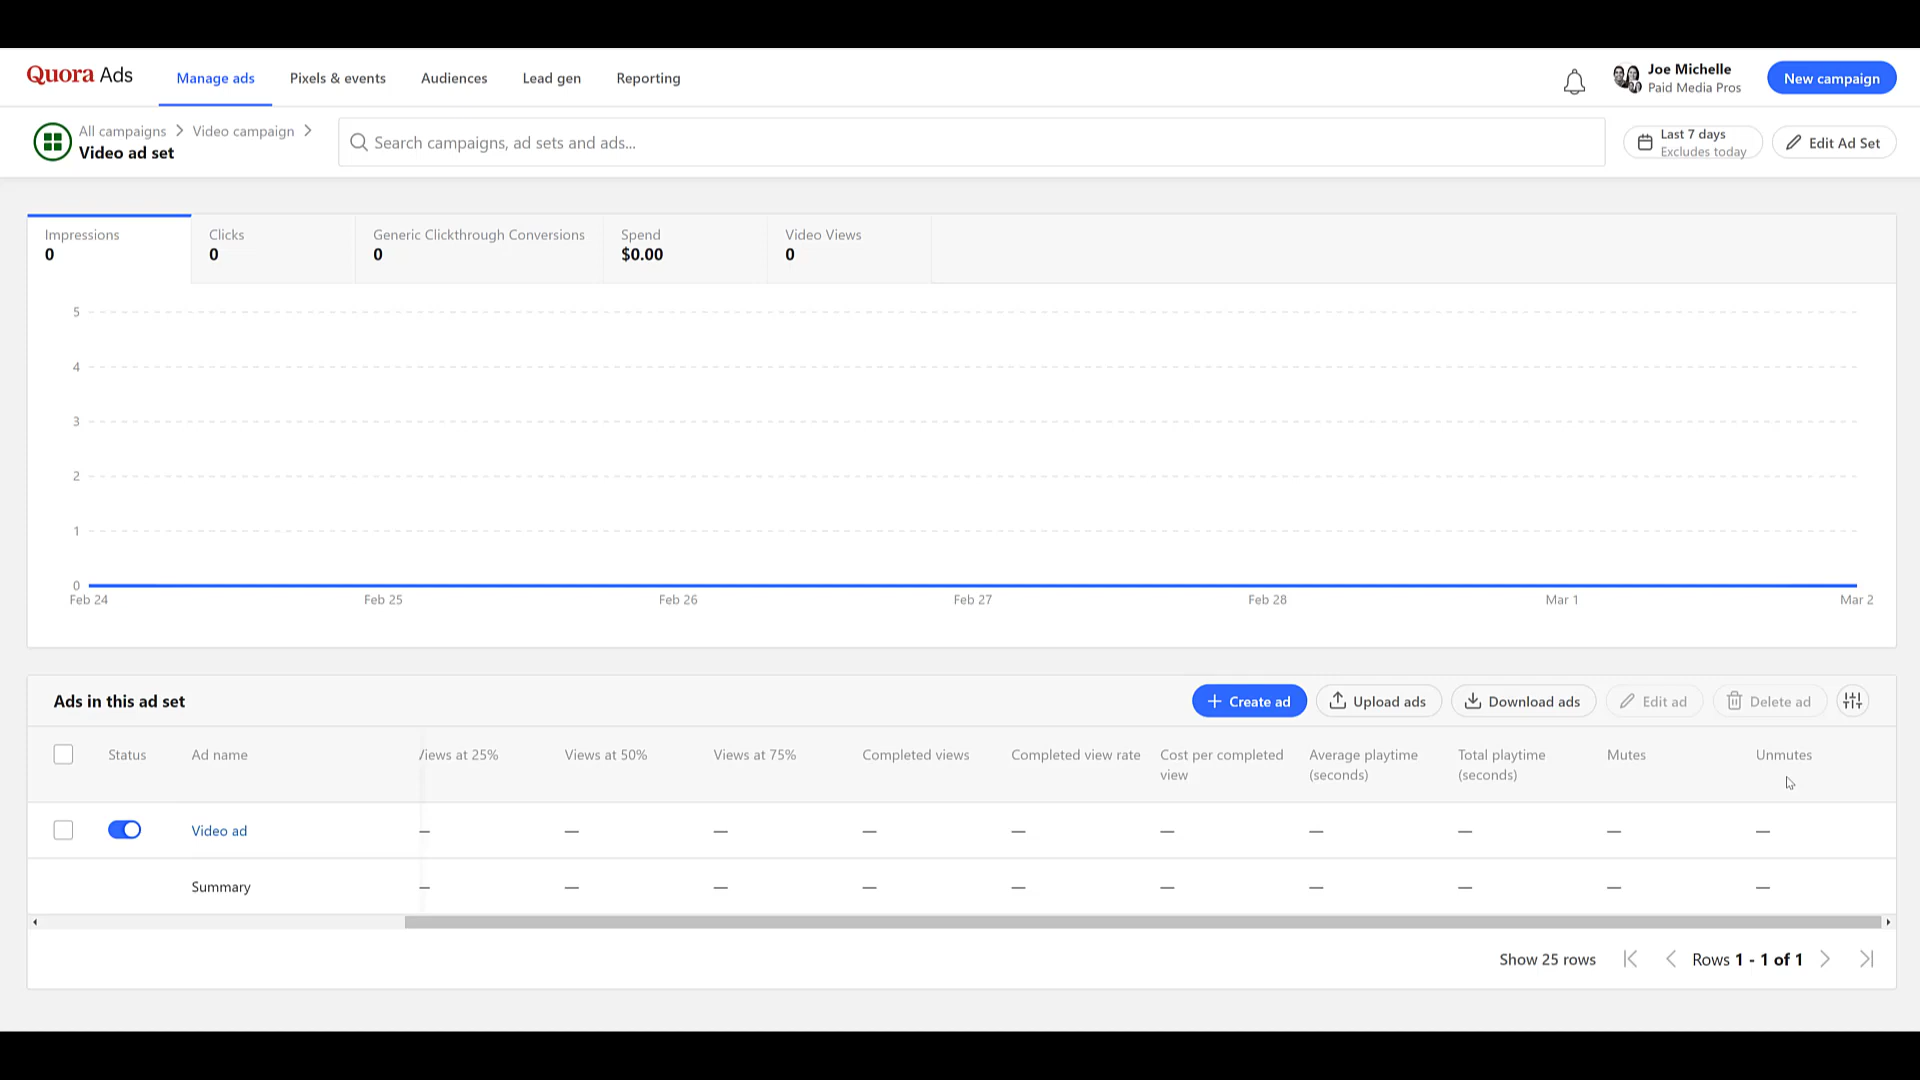 Quora Ads
Manage ads
Pixels & events
Audiences
Lead gen
Reporting
Joe Michelle
Paid Media Pros
New campaign
All campaigns
Video campaign
Video ad set
Search campaigns, ad sets and ads...
Last 7 days
Excludes today
Edit Ad Set
Impressions
0
Clicks
0
Generic Clickthrough Conversions
0
Spend
$0.00
Video Views
0
5
4
3
2
1
0
Feb 24
Feb 25
Feb 26
Feb 27
Feb 28
Mar 1
Mar 2
Ads in this ad set
+ Create ad
Upload ads
Download ads
Edit ad
Delete ad
Status
Ad name
Views at 25%
Views at 50%
Views at 75%
Completed views
Completed view rate
Cost per completed
view
Average playtime
(seconds)
Total playtime
(seconds)
Mutes
Unmutes
Video ad
— — — — — — — — — —
Summary
— — — — — — — — — —
Show 25 rows
Rows 1 - 1 of 1